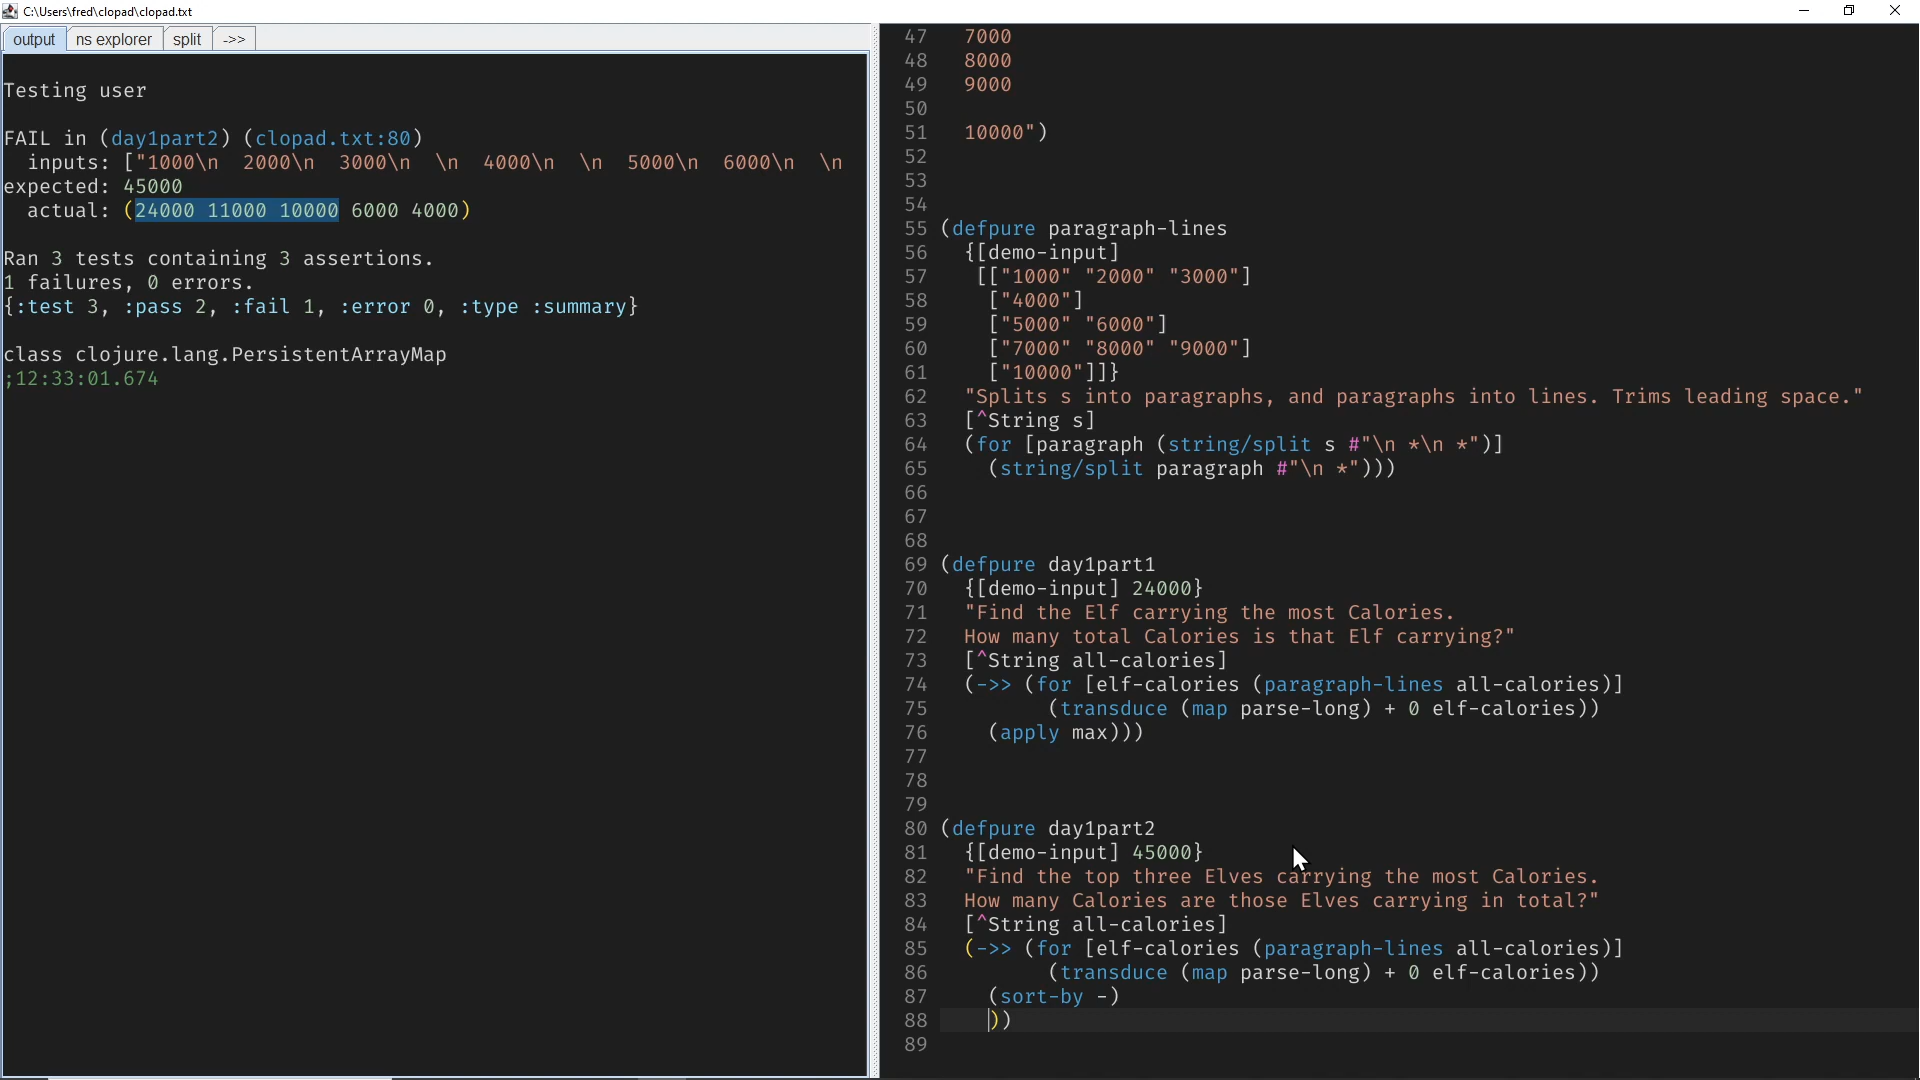 C:\Users\fred\clopad\clopad.txt
output ns explorer split ->>
Testing user
FAIL in (day1part2) (clopad.txt:80)
  inputs: ["1000\n  2000\n  3000\n  \n  4000\n  \n  5000\n  6000\n  \n
expected: 45000
  actual: (24000 11000 10000 6000 4000)
Ran 3 tests containing 3 assertions.
1 failures, 0 errors.
{:test 3, :pass 2, :fail 1, :error 0, :type :summary}
class clojure.lang.PersistentArrayMap
;12:33:01.674
47   7000
48   8000
49   9000
50
51   10000")
52
53
54
55 (defpure paragraph-lines
56   {[demo-input]
57    [["1000" "2000" "3000"]
58     ["4000"]
59     ["5000" "6000"]
60     ["7000" "8000" "9000"]
61     ["10000"]]}
62   "Splits s into paragraphs, and paragraphs into lines. Trims leading space."
63   [^String s]
64   (for [paragraph (string/split s #"\n *\n *")]
65     (string/split paragraph #"\n *")))
66
67
68
69 (defpure day1part1
70   {[demo-input] 24000}
71   "Find the Elf carrying the most Calories.
72   How many total Calories is that Elf carrying?"
73   [^String all-calories]
74   (->> (for [elf-calories (paragraph-lines all-calories)]
75          (transduce (map parse-long) + 0 elf-calories))
76     (apply max)))
77
78
79
80 (defpure day1part2
81   {[demo-input] 45000}
82   "Find the top three Elves carrying the most Calories.
83   How many Calories are those Elves carrying in total?"
84   [^String all-calories]
85   (->> (for [elf-calories (paragraph-lines all-calories)]
86          (transduce (map parse-long) + 0 elf-calories))
87     (sort-by -)
88     ))
89